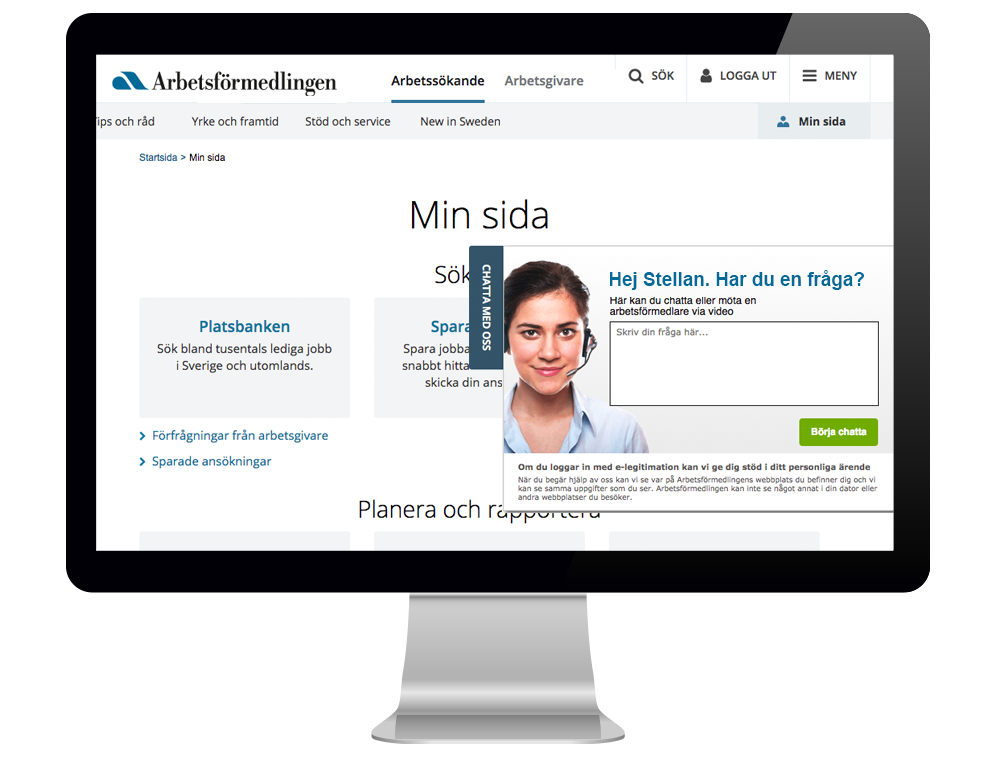 Arbetsförmedlingen
Arbetssökande
Arbetsgivare
SÖK
LOGGA UT
MENY
ips och råd
Yrke och framtid
Stöd och service
New in Sweden
Min sida
Startsida > Min sida
Min sida
Sök
CHATTA MED OSS
Platsbanken
Sök bland tusentals lediga jobb
i Sverige och utomlands.
Spara
Spara jobba
snabbt hitta
skicka din ans
Förfrågningar från arbetsgivare
Sparade ansökningar
Hej Stellan. Har du en fråga?
Här kan du chatta eller möta en
arbetsförmedlare via video
Skriv din fråga här...
Börja chatta
Om du loggar in med e-legitimation kan vi ge dig stöd i ditt personliga ärende
När du begär hjälp av oss kan vi se var på Arbetsförmedlingens webbplats du befinner dig och vi
kan se samma uppgifter som du ser. Arbetsförmedlingen kan inte se något annat i din dator eller
andra webbplatser du besöker.
Planera och rapportera